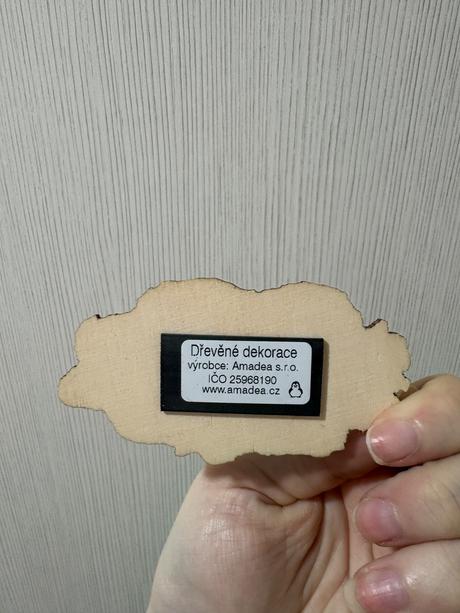 Dřevěné dekorace
výrobce: Amadea s.r.o.
IČO 25968190
www.amadea.cz